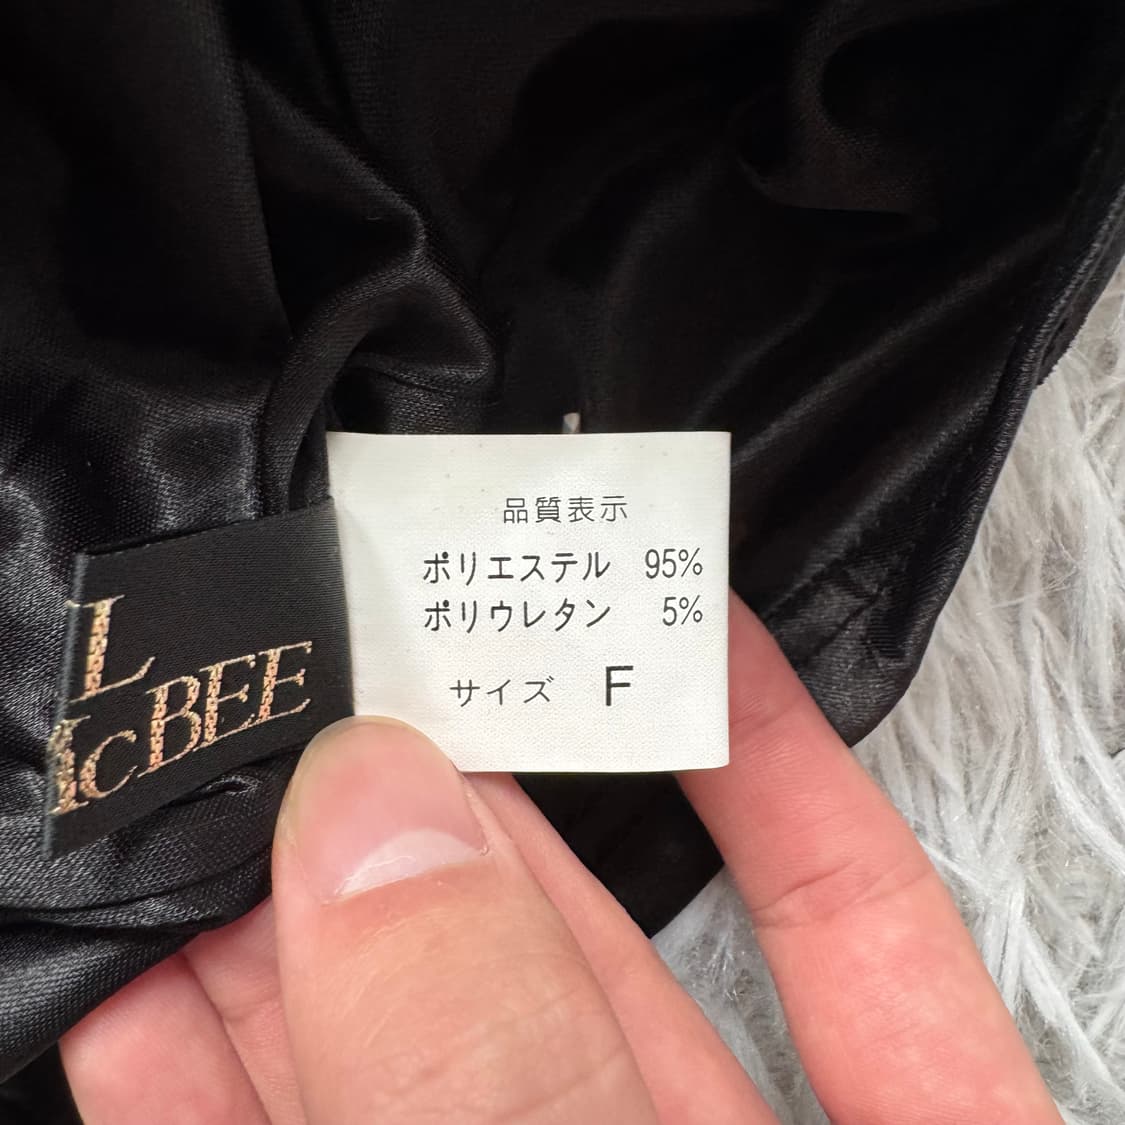 品質表示
ポリエステル 95%
ポリウレタン 5%
サイズ F
L
McBEE